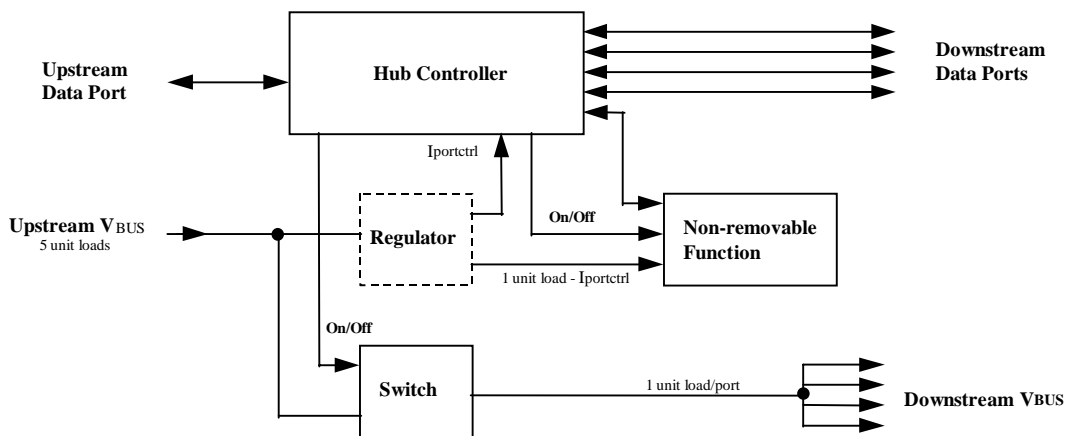 Hub Controller
Downstream
Data Ports
Upstream
Data Port
Iportctrl
Upstream VBUS
5 unit loads
Regulator
On/Off
Non-removable
Function
1 unit load - Iportctrl
On/Off
Switch
1 unit load/port
Downstream VBUS